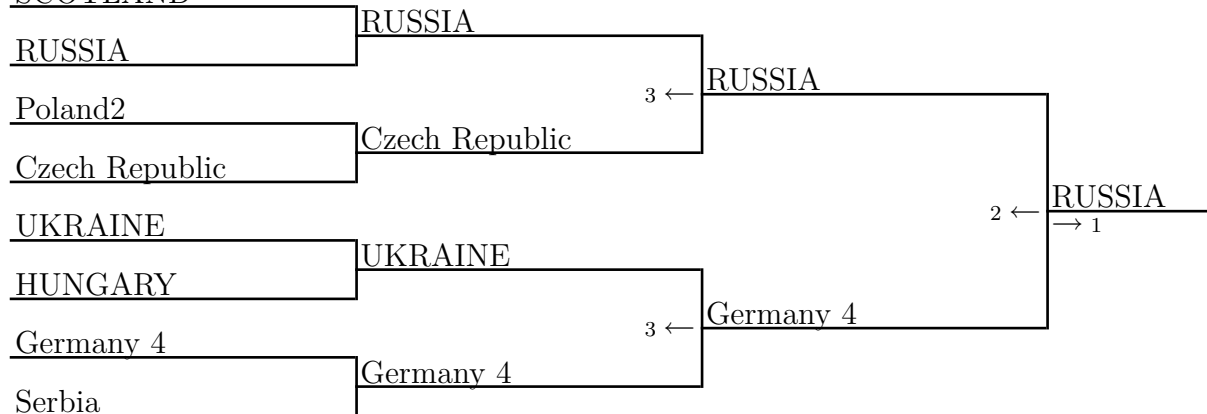 SCOTLAND
RUSSIA
RUSSIA
Poland2
Czech Republic
Czech Republic
3 ←
RUSSIA
UKRAINE
HUNGARY
UKRAINE
Germany 4
Serbia
Germany 4
3 ←
Germany 4
2 ←
RUSSIA
→ 1